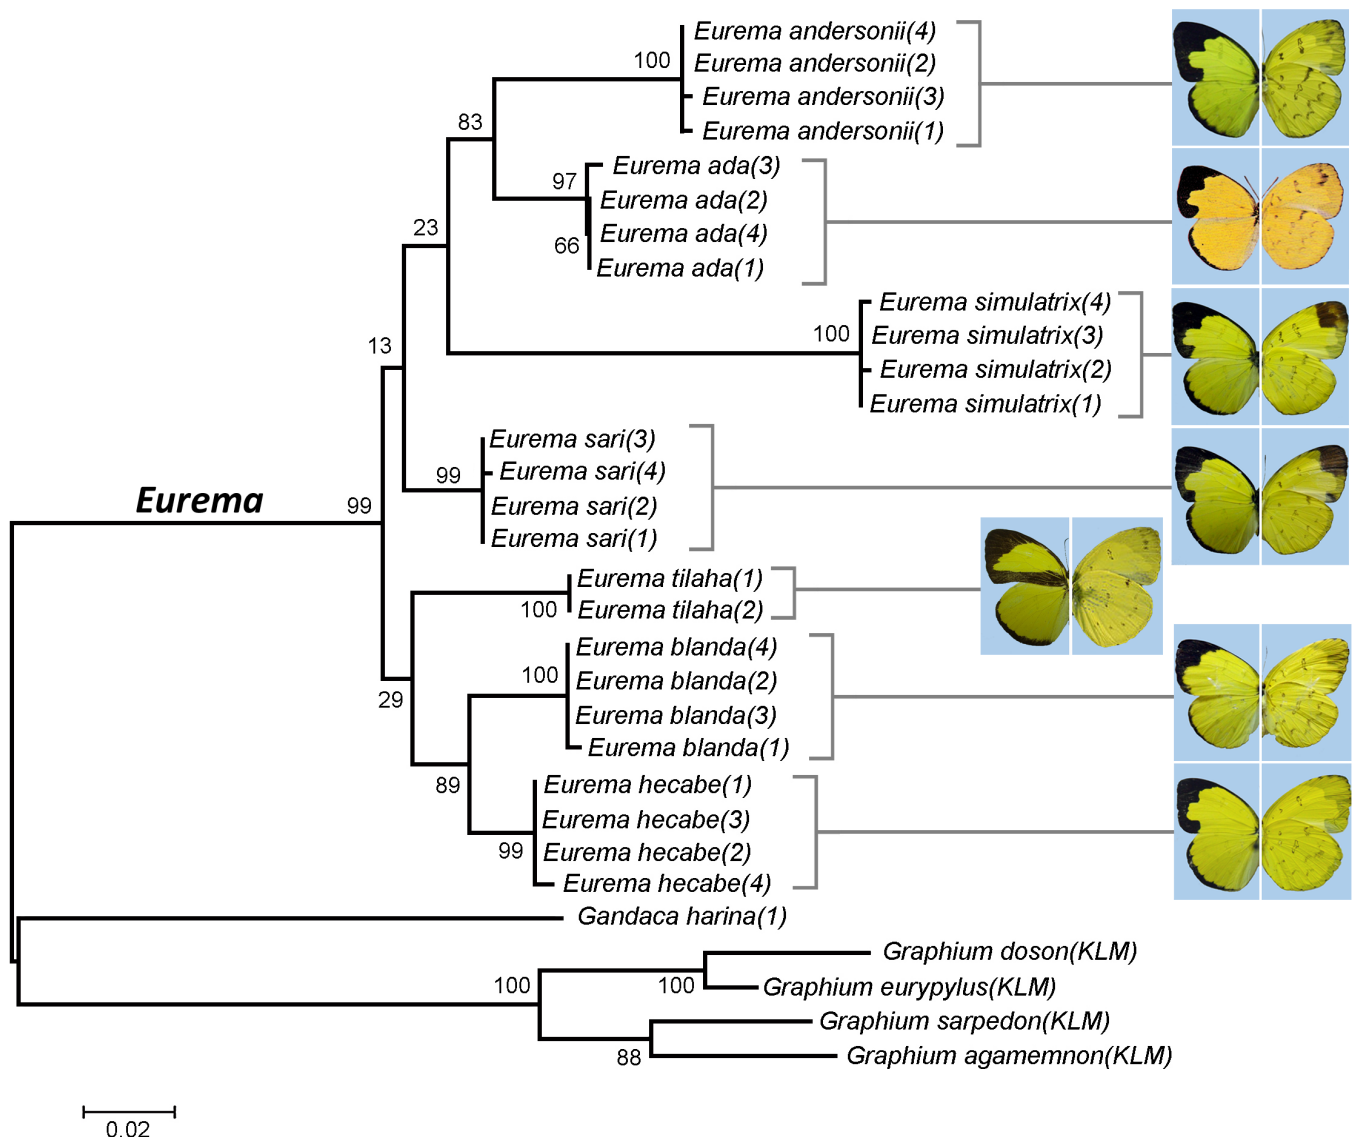 Eurema andersonii(4)
100
Eurema andersonii(2)
Eurema andersonii(3)
83
Eurema andersonii(1)
Eurema ada(3)
97
Eurema ada(2)
23
Eurema ada(4)
66
Eurema ada(1)
Eurema simulatrix(4)
100
Eurema simulatrix(3)
13
Eurema simulatrix(2)
Eurema simulatrix(1)
Eurema sari(3)
99
Eurema sari(4)
Eurema
99
Eurema sari(2)
Eurema sari(1)
Eurema tilaha(1)
100
Eurema tilaha(2)
Eurema blanda(4)
100
Eurema blanda(2)
29
Eurema blanda(3)
Eurema blanda(1)
89
Eurema hecabe(1)
Eurema hecabe(3)
99
Eurema hecabe(2)
Eurema hecabe(4)
Gandaca harina(1)
Graphium doson(KLM)
100
100
Graphium eurypylus(KLM)
Graphium sarpedon(KLM)
88
Graphium agamemnon(KLM)
0.02